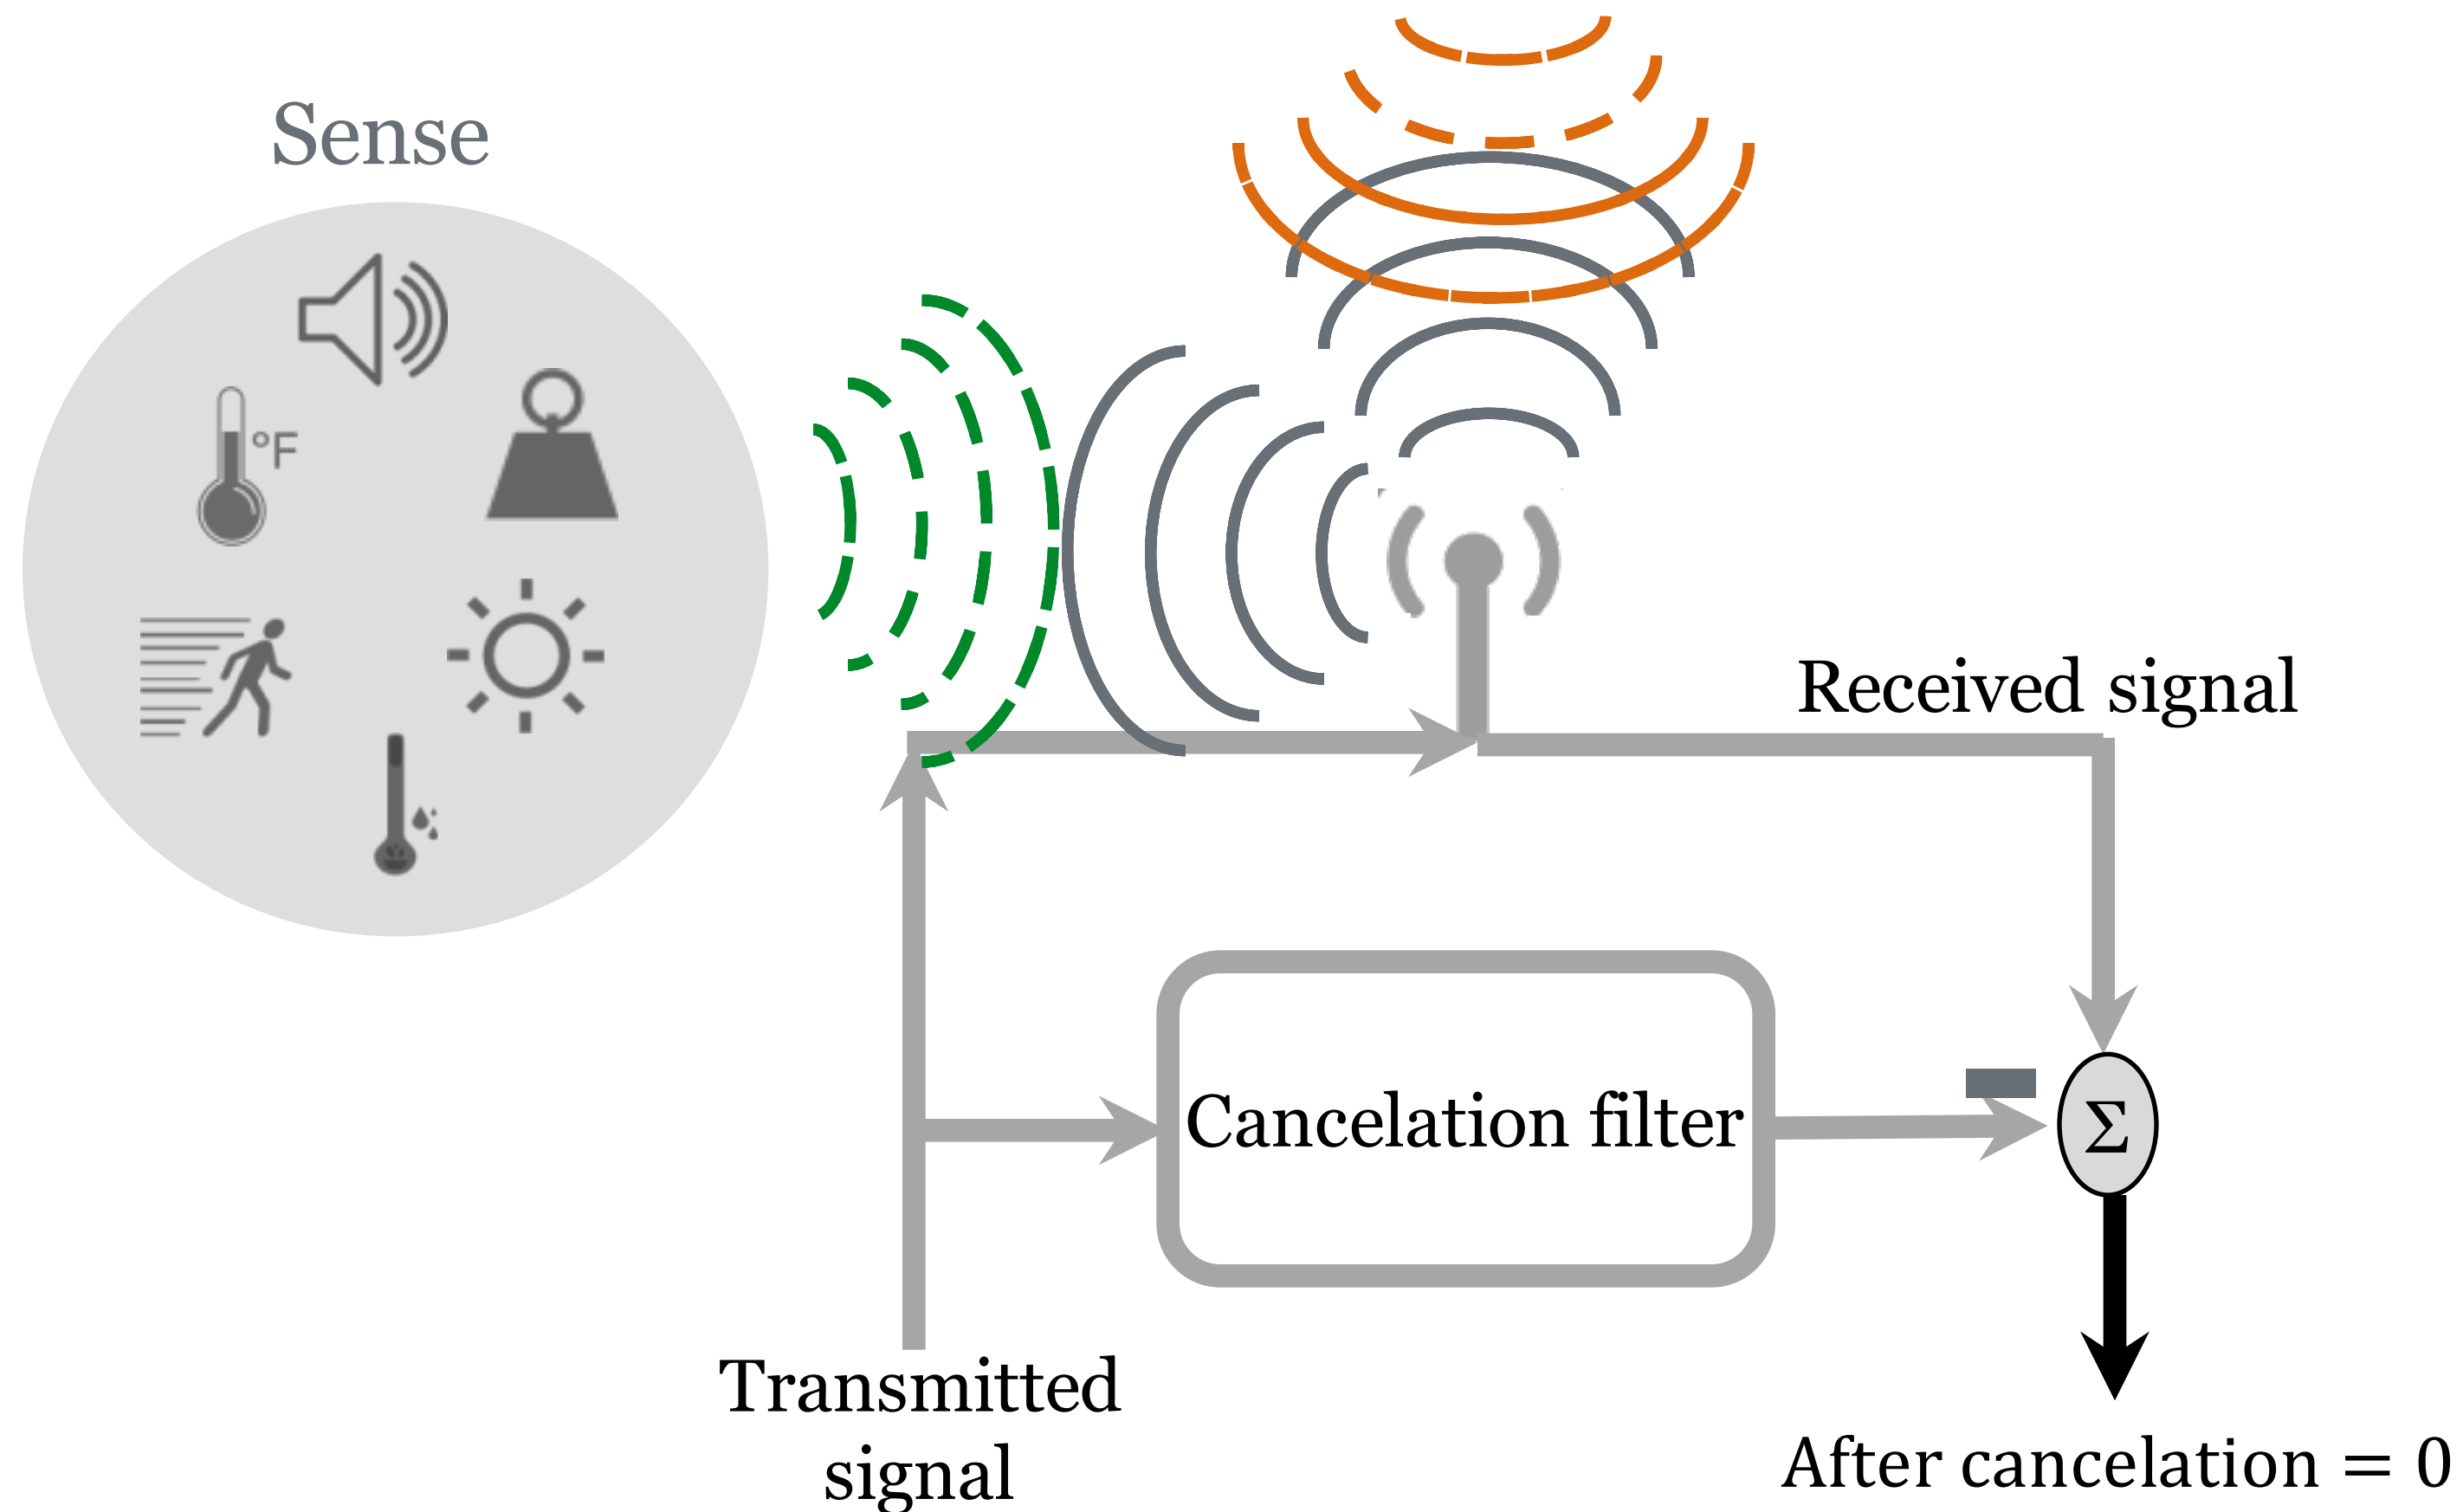 Sense
°F
Received signal
Cancelation filter
Σ
Transmitted
signal
After cancelation = 0